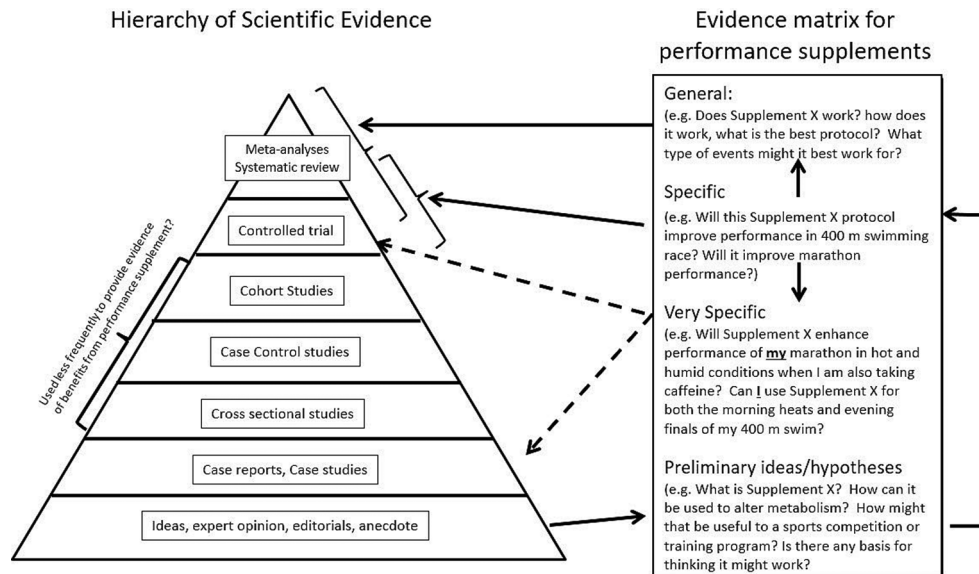 Hierarchy of Scientific Evidence
Meta-analyses
Systematic review
Controlled trial
Cohort Studies
Case Control studies
Cross sectional studies
Case reports, Case studies
Ideas, expert opinion, editorials, anecdote
Used less frequently to provide evidence
of benefits from performance supplement?
Evidence matrix for
performance supplements
General:
(e.g. Does Supplement X work? how does
it work, what is the best protocol? What
type of events might it best work for?
Specific
(e.g. Will this Supplement X protocol
improve performance in 400 m swimming
race? Will it improve marathon
performance?)
Very Specific
(e.g. Will Supplement X enhance
performance of my marathon in hot and
humid conditions when I am also taking
caffeine? Can I use Supplement X for
both the morning heats and evening
finals of my 400 m swim?
Preliminary ideas/hypotheses
(e.g. What is Supplement X? How can it
be used to alter metabolism? How might
that be useful to a sports competition or
training program? Is there any basis for
thinking it might work?